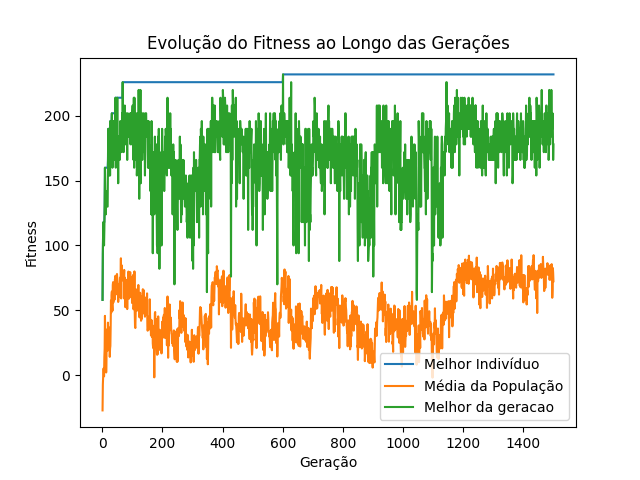 Evolução do Fitness ao Longo das Gerações
Fitness
200
150
100
50
0
0 200 400 600 800 1000 1200 1400
Geração
Melhor Indivíduo
Média da População
Melhor da geracao